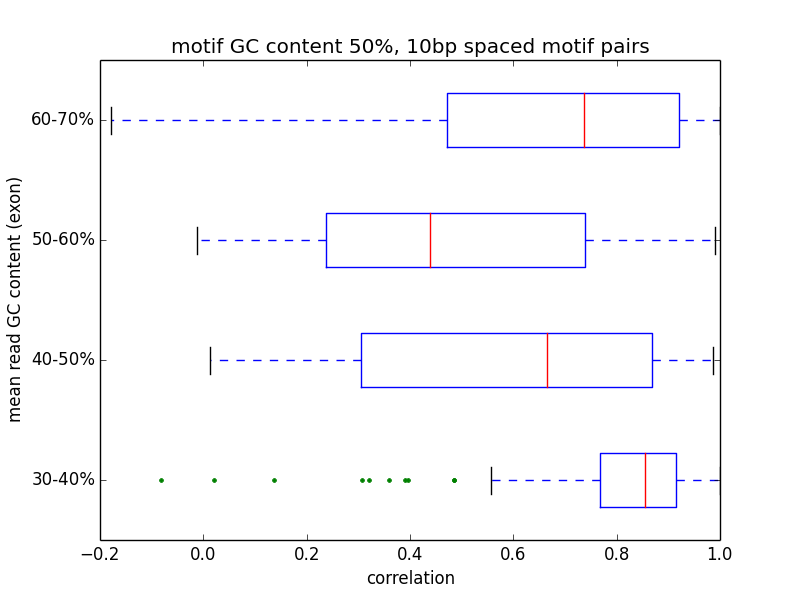 motif GC content 50%, 10bp spaced motif pairs
mean read GC content (exon)
60-70%
50-60%
40-50%
30-40%
−0.2 0.0 0.2 0.4 0.6 0.8 1.0
correlation